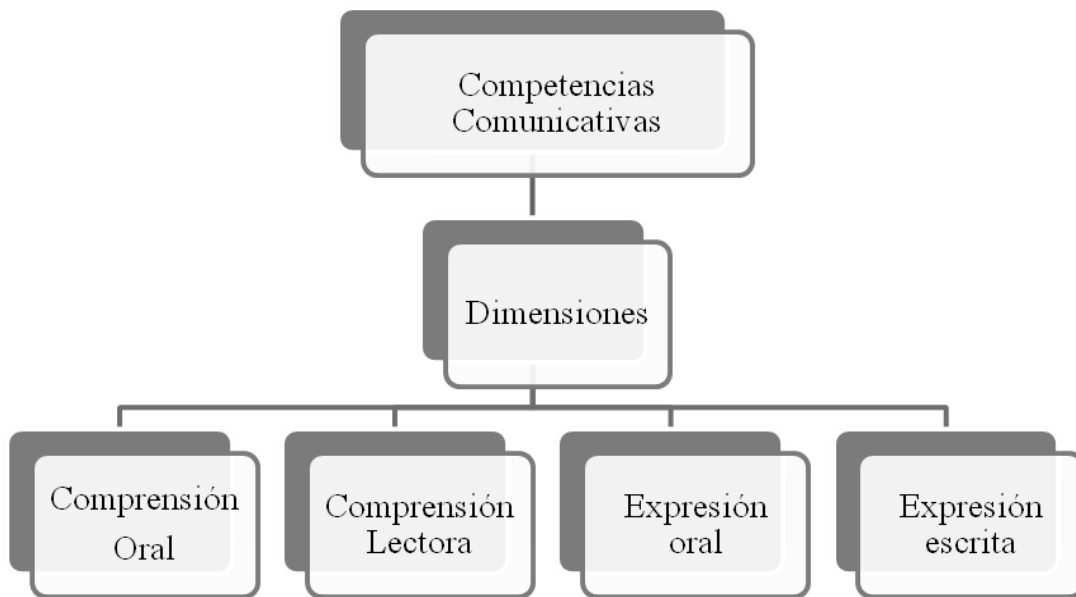 Competencias
Comunicativas
Dimensiones
Comprensión
Oral
Comprensión
Lectora
Expresión
oral
Expresión
escrita